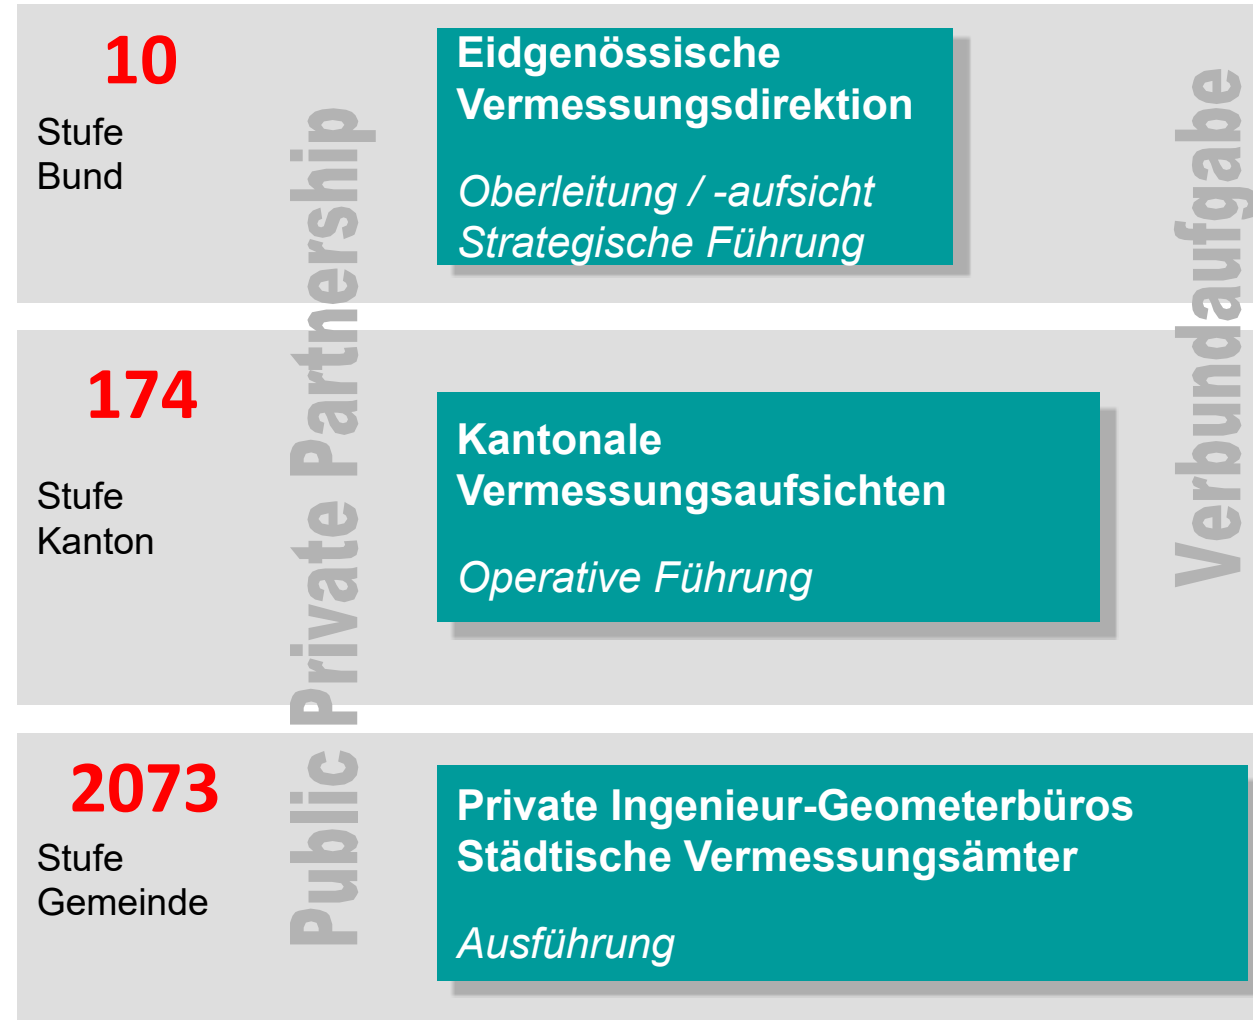 10
Stufe
Bund
Eidgenössische
Vermessungsdirektion
Oberleitung / -aufsicht
Strategische Führung
174
Stufe
Kanton
Kantonale
Vermessungsaufsichten
Operative Führung
2073
Stufe
Gemeinde
Private Ingenieur-Geometerbüros
Städtische Vermessungsämter
Ausführung
Public Private Partnership
Verbundaufgabe